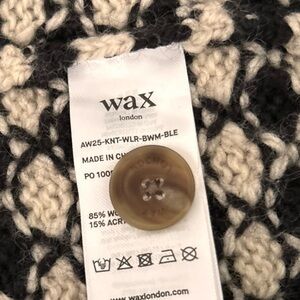 wax
london
AW25-KNT-WLR-BWM-BLE
MADE IN
PO
85%
15%
www.waxlondon.com